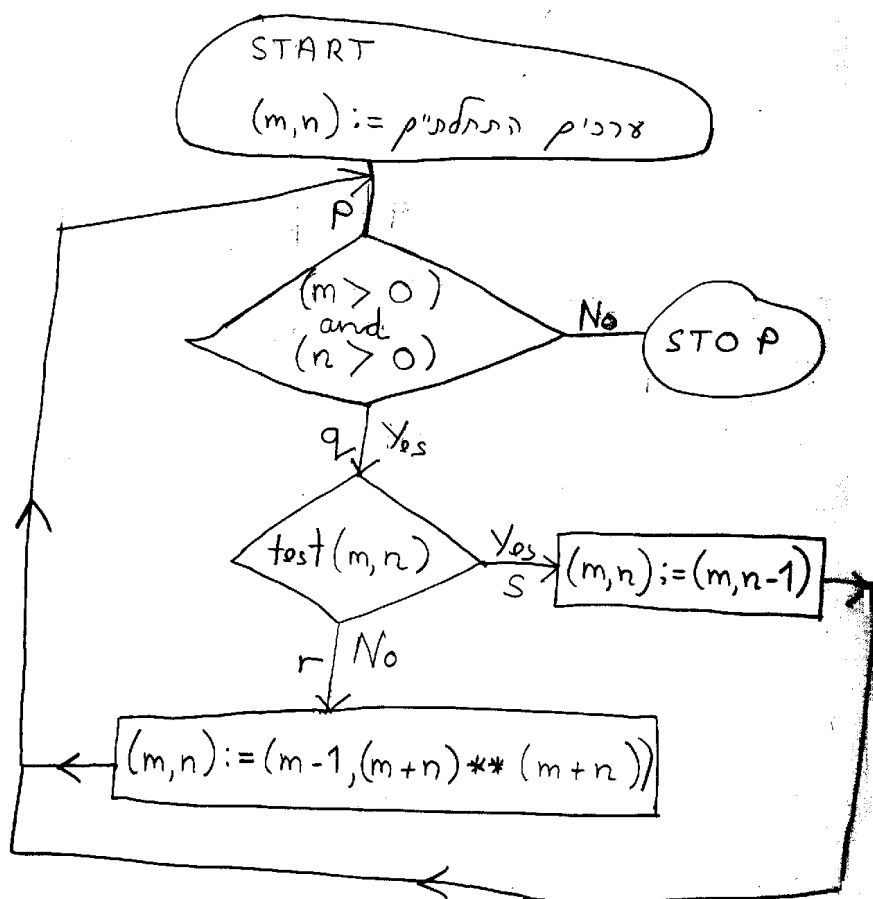 START
(m,n) := ערכים התחלתיים
p
(m > 0)
and
(n > 0)
No
STOP
q Yes
test(m,n)
Yes
s
(m,n) := (m,n-1)
r No
(m,n) := (m-1,(m+n)**(m+n))